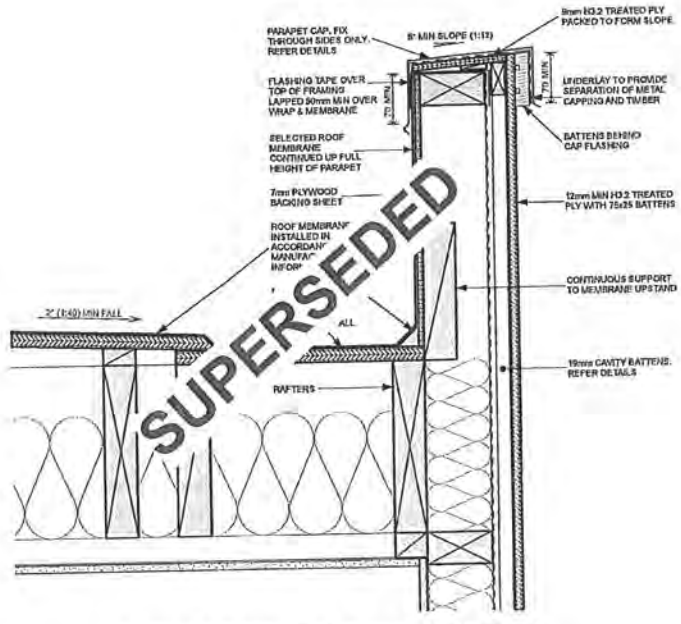 PARAPET CAP. FIX
THROUGH SIDES ONLY.
REFER DETAILS
5° MIN SLOPE (1:12)
9mm H3.2 TREATED PLY
PACKED TO FORM SLOPE
FLASHING TAPE OVER
TOP OF FRAMING
LAPPED 50mm MIN OVER
WRAP & MEMBRANE
70 MIN
70 MIN
UNDERLAY TO PROVIDE
SEPARATION OF METAL
CAPPING AND TIMBER
BATTENS BEHIND
CAP FLASHING
SELECTED ROOF
MEMBRANE
CONTINUED UP FULL
HEIGHT OF PARAPET
7mm PLYWOOD
BACKING SHEET
12mm MIN H3.2 TREATED
PLY WITH 75x25 BATTENS
ROOF MEMBRANE
INSTALLED IN
ACCORDAN
MANUFAC
INFOR
SUPERSEDED
CONTINUOUS SUPPORT
TO MEMBRANE UPSTAND
2° (1:40) MIN FALL
ALL
19mm CAVITY BATTENS.
REFER DETAILS
RAFTERS